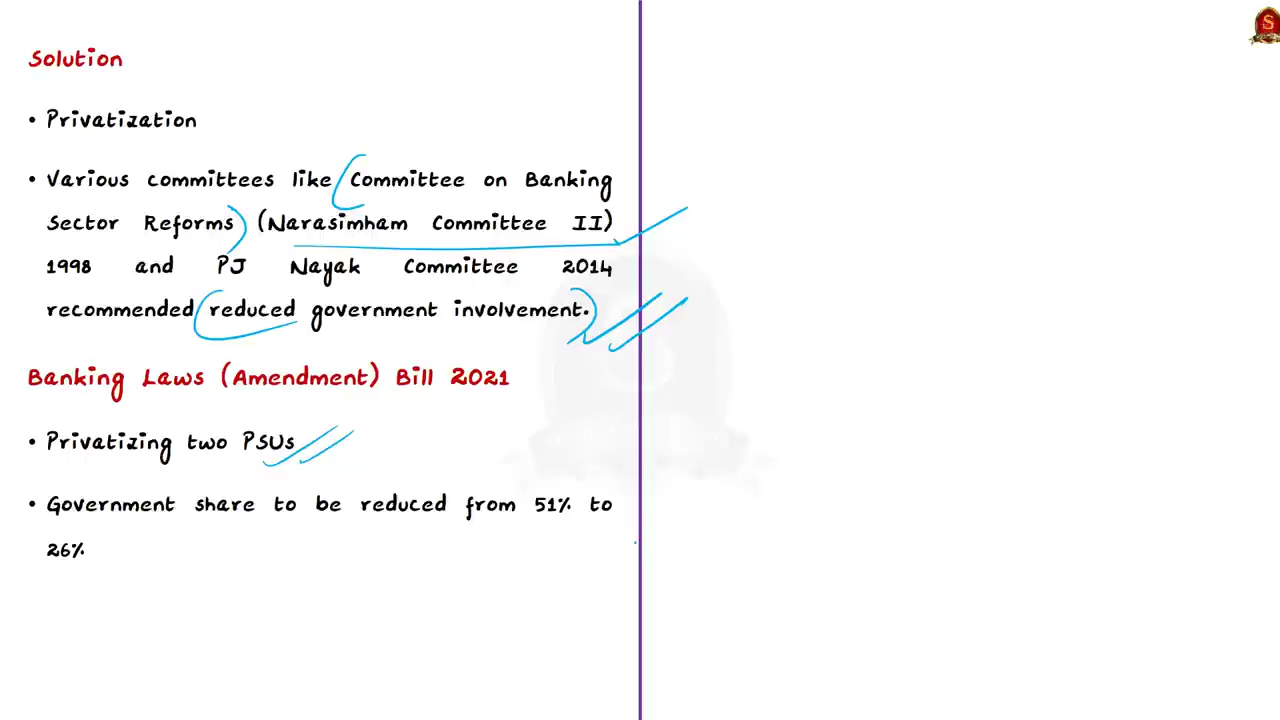 Solution
• Privatization
• Various committees like Committee on Banking
Sector Reforms (Narasimham Committee II)
1998 and PJ Nayak Committee 2014
recommended reduced government involvement.
Banking Laws (Amendment) Bill 2021
• Privatizing two PSUs
• Government share to be reduced from 51% to
26%
S